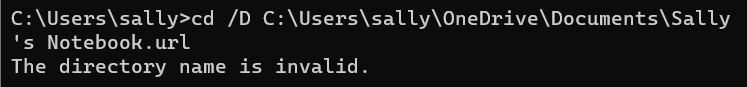 C:\Users\sally>cd /D C:\Users\sally\OneDrive\Documents\Sally
's Notebook.url
The directory name is invalid.